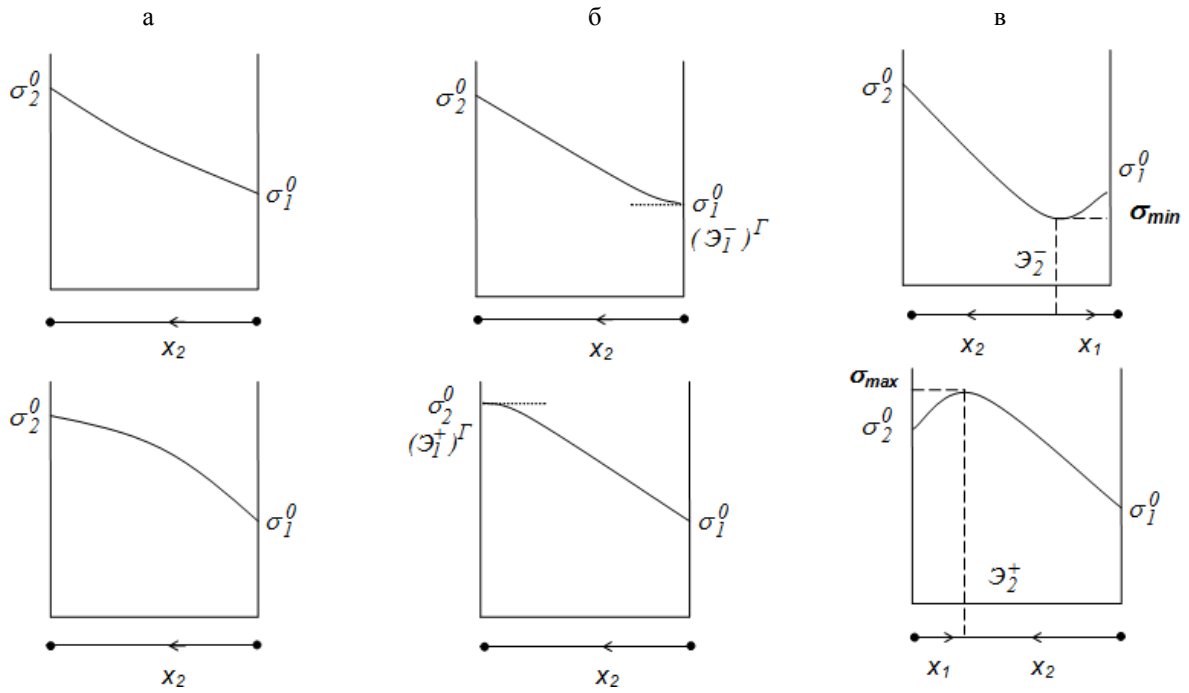 а
б
в
σ₂⁰
σ₁⁰
x₂
σ₂⁰
σ₁⁰
(Э₁⁻)ᴦ
x₂
σ₂⁰
σ₁⁰
σmin
Э₂⁻
x₂ x₁
σ₂⁰
σ₁⁰
x₂
σ₂⁰
(Э₁⁺)ᴦ
σ₁⁰
x₂
σmax
σ₂⁰
σ₁⁰
Э₂⁺
x₁ x₂